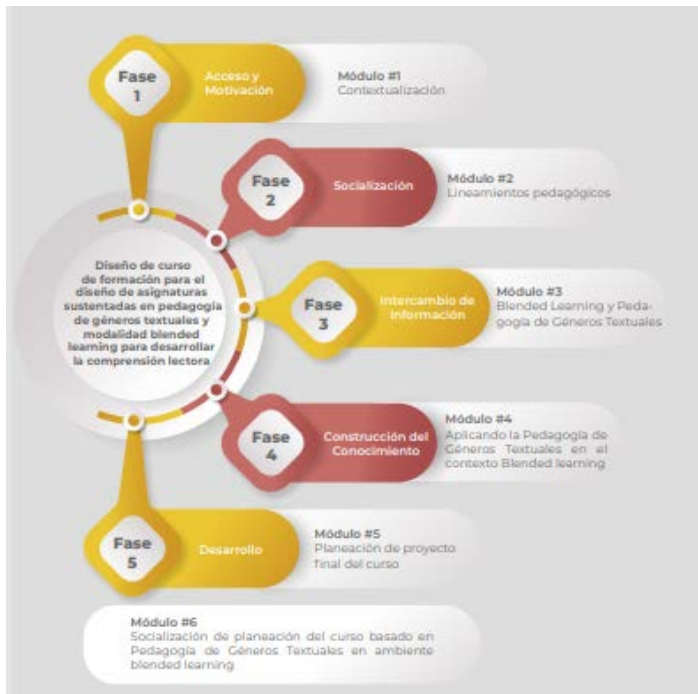 Fase
1
Acceso y
Motivación
Módulo #1
Contextualización
Fase
2
Socialización
Módulo #2
Lineamientos pedagógicos
Diseño de curso
de formación para el
diseño de asignaturas
sustentadas en pedagogía
de géneros textuales y
modalidad blended
learning para desarrollar
la comprensión lectora
Fase
3
Intercambio de
Información
Módulo #3
Blended Learning y Peda-
gogía de Géneros Textuales
Fase
4
Construcción del
Conocimiento
Módulo #4
Aplicando la Pedagogía de
Géneros Textuales en el
contexto Blended learning
Fase
5
Desarrollo
Módulo #5
Planeación de proyecto
final del curso
Módulo #6
Socialización de planeación del curso basado en
Pedagogía de Géneros Textuales en ambiente
blended learning